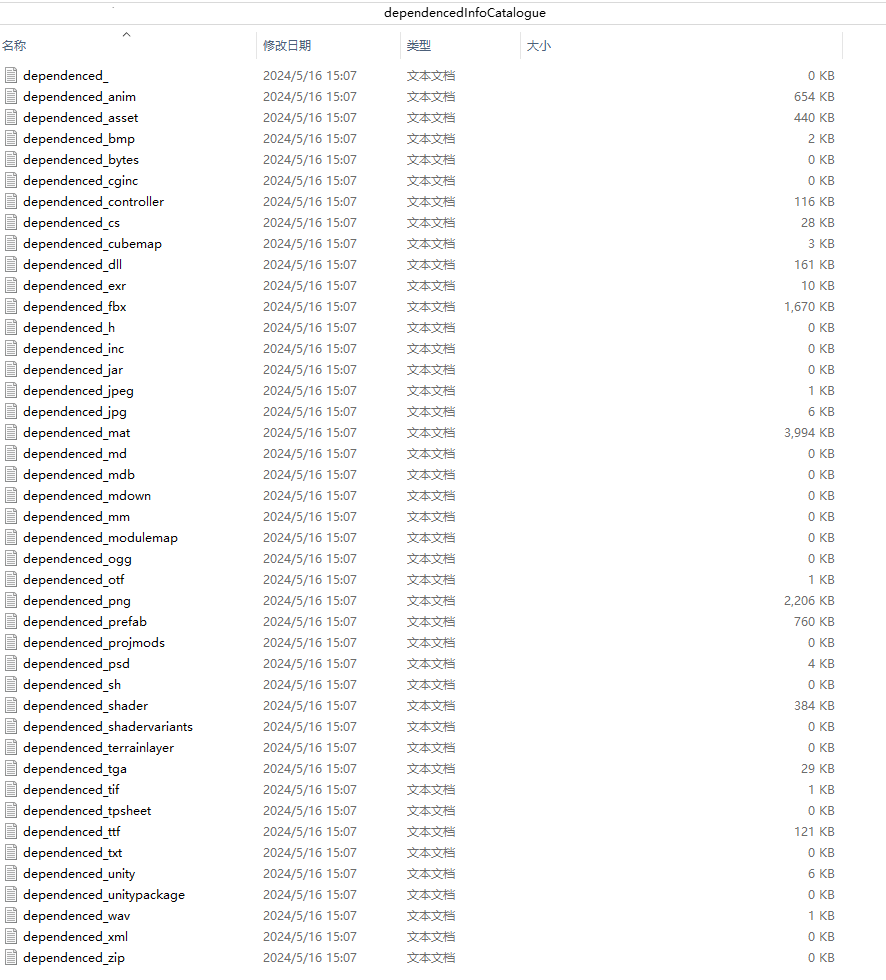 dependencedInfoCatalogue
名称 修改日期 类型 大小
dependenced_ 2024/5/16 15:07 文本文档 0 KB
dependenced_anim 2024/5/16 15:07 文本文档 654 KB
dependenced_asset 2024/5/16 15:07 文本文档 440 KB
dependenced_bmp 2024/5/16 15:07 文本文档 2 KB
dependenced_bytes 2024/5/16 15:07 文本文档 0 KB
dependenced_cginc 2024/5/16 15:07 文本文档 0 KB
dependenced_controller 2024/5/16 15:07 文本文档 116 KB
dependenced_cs 2024/5/16 15:07 文本文档 28 KB
dependenced_cubemap 2024/5/16 15:07 文本文档 3 KB
dependenced_dll 2024/5/16 15:07 文本文档 161 KB
dependenced_exr 2024/5/16 15:07 文本文档 10 KB
dependenced_fbx 2024/5/16 15:07 文本文档 1,670 KB
dependenced_h 2024/5/16 15:07 文本文档 0 KB
dependenced_inc 2024/5/16 15:07 文本文档 0 KB
dependenced_jar 2024/5/16 15:07 文本文档 0 KB
dependenced_jpeg 2024/5/16 15:07 文本文档 1 KB
dependenced_jpg 2024/5/16 15:07 文本文档 6 KB
dependenced_mat 2024/5/16 15:07 文本文档 3,994 KB
dependenced_md 2024/5/16 15:07 文本文档 0 KB
dependenced_mdb 2024/5/16 15:07 文本文档 0 KB
dependenced_mdown 2024/5/16 15:07 文本文档 0 KB
dependenced_mm 2024/5/16 15:07 文本文档 0 KB
dependenced_modulemap 2024/5/16 15:07 文本文档 0 KB
dependenced_ogg 2024/5/16 15:07 文本文档 0 KB
dependenced_otf 2024/5/16 15:07 文本文档 1 KB
dependenced_png 2024/5/16 15:07 文本文档 2,206 KB
dependenced_prefab 2024/5/16 15:07 文本文档 760 KB
dependenced_projmods 2024/5/16 15:07 文本文档 0 KB
dependenced_psd 2024/5/16 15:07 文本文档 4 KB
dependenced_sh 2024/5/16 15:07 文本文档 0 KB
dependenced_shader 2024/5/16 15:07 文本文档 384 KB
dependenced_shadervariants 2024/5/16 15:07 文本文档 0 KB
dependenced_terrainlayer 2024/5/16 15:07 文本文档 0 KB
dependenced_tga 2024/5/16 15:07 文本文档 29 KB
dependenced_tif 2024/5/16 15:07 文本文档 1 KB
dependenced_tpsheet 2024/5/16 15:07 文本文档 0 KB
dependenced_ttf 2024/5/16 15:07 文本文档 121 KB
dependenced_txt 2024/5/16 15:07 文本文档 0 KB
dependenced_unity 2024/5/16 15:07 文本文档 6 KB
dependenced_unitypackage 2024/5/16 15:07 文本文档 0 KB
dependenced_wav 2024/5/16 15:07 文本文档 1 KB
dependenced_xml 2024/5/16 15:07 文本文档 0 KB
dependenced_zip 2024/5/16 15:07 文本文档 0 KB